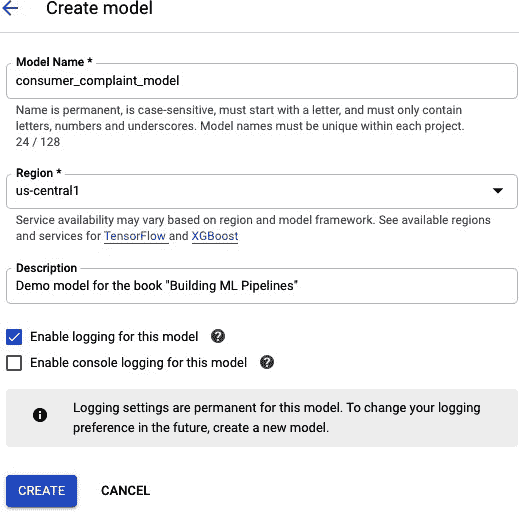 Create model
Model Name *
consumer_complaint_model
Name is permanent, is case-sensitive, must start with a letter, and must only contain
letters, numbers and underscores. Model names must be unique within each project.
24 / 128
Region *
us-central1
Service availability may vary based on region and model framework. See available regions
and services for TensorFlow and XGBoost
Description
Demo model for the book "Building ML Pipelines"
Enable logging for this model
Enable console logging for this model
Logging settings are permanent for this model. To change your logging
preference in the future, create a new model.
CREATE CANCEL